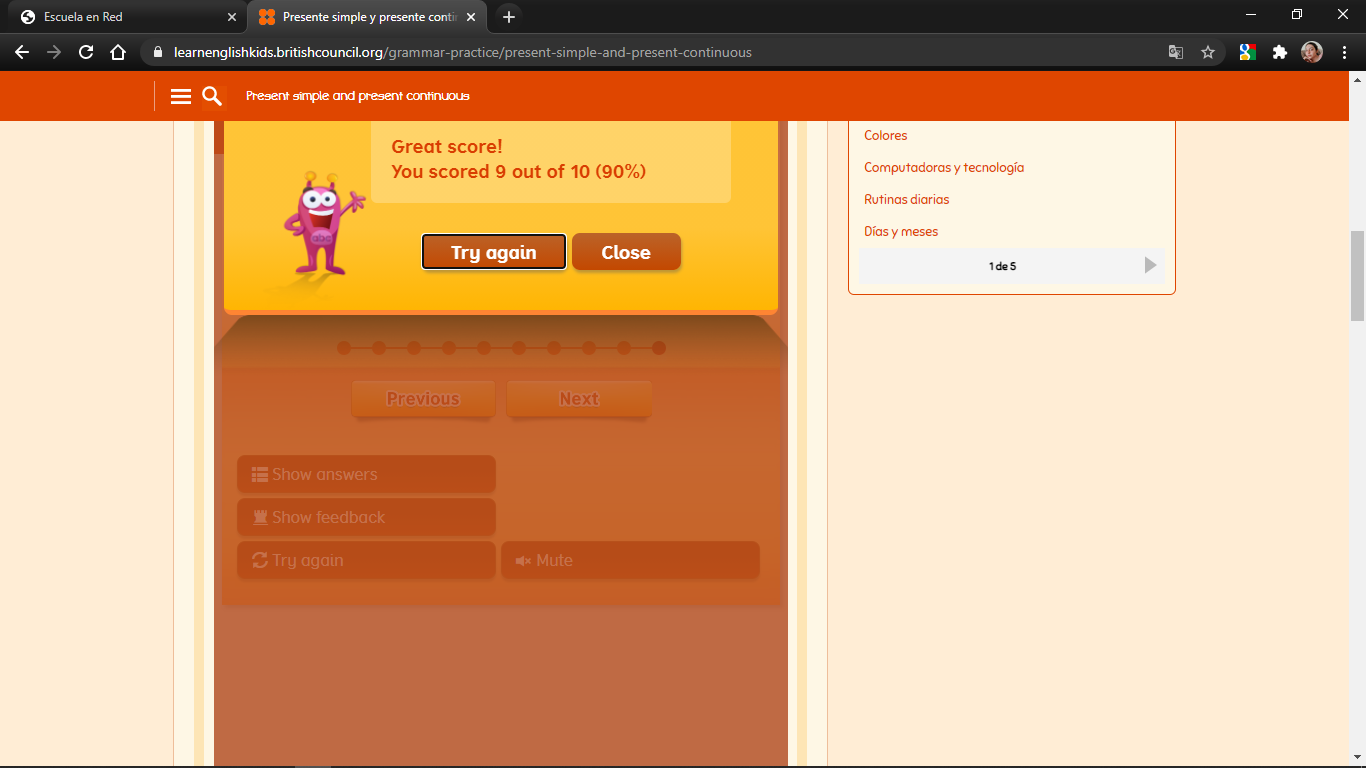 Escuela en Red
Presente simple y presente conti
learnenglishkids.britishcouncil.org/grammar-practice/present-simple-and-present-continuous
Present simple and present continuous
Great score!
You scored 9 out of 10 (90%)
Try again
Close
Previous
Next
Show answers
Show feedback
Try again
Mute
Colores
Computadoras y tecnología
Rutinas diarias
Días y meses
1 de 5